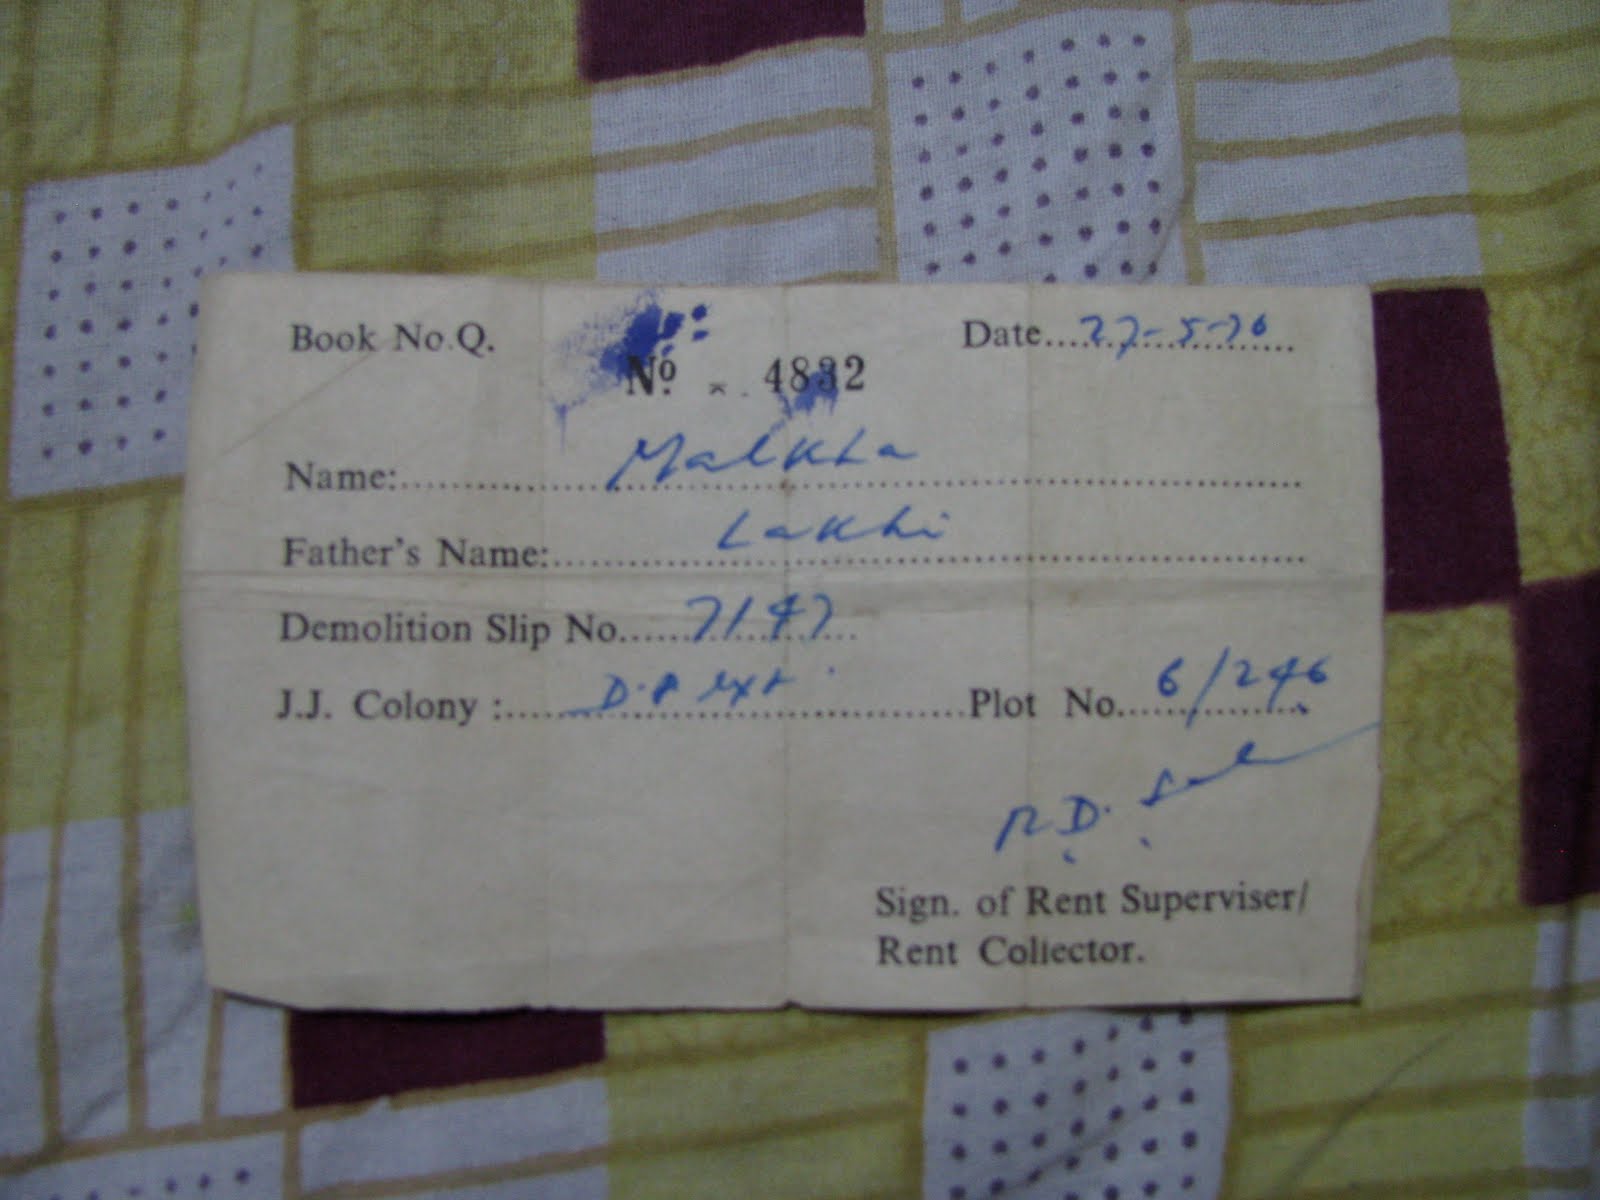 Book No.Q.
Date....27-5-76
No. 4832
Name:....Malkha
Father's Name:....Lakhi
Demolition Slip No....7147
J.J. Colony :....D.P Ext. Plot No....6/246
R.D.
Sign. of Rent Superviser/
Rent Collector.